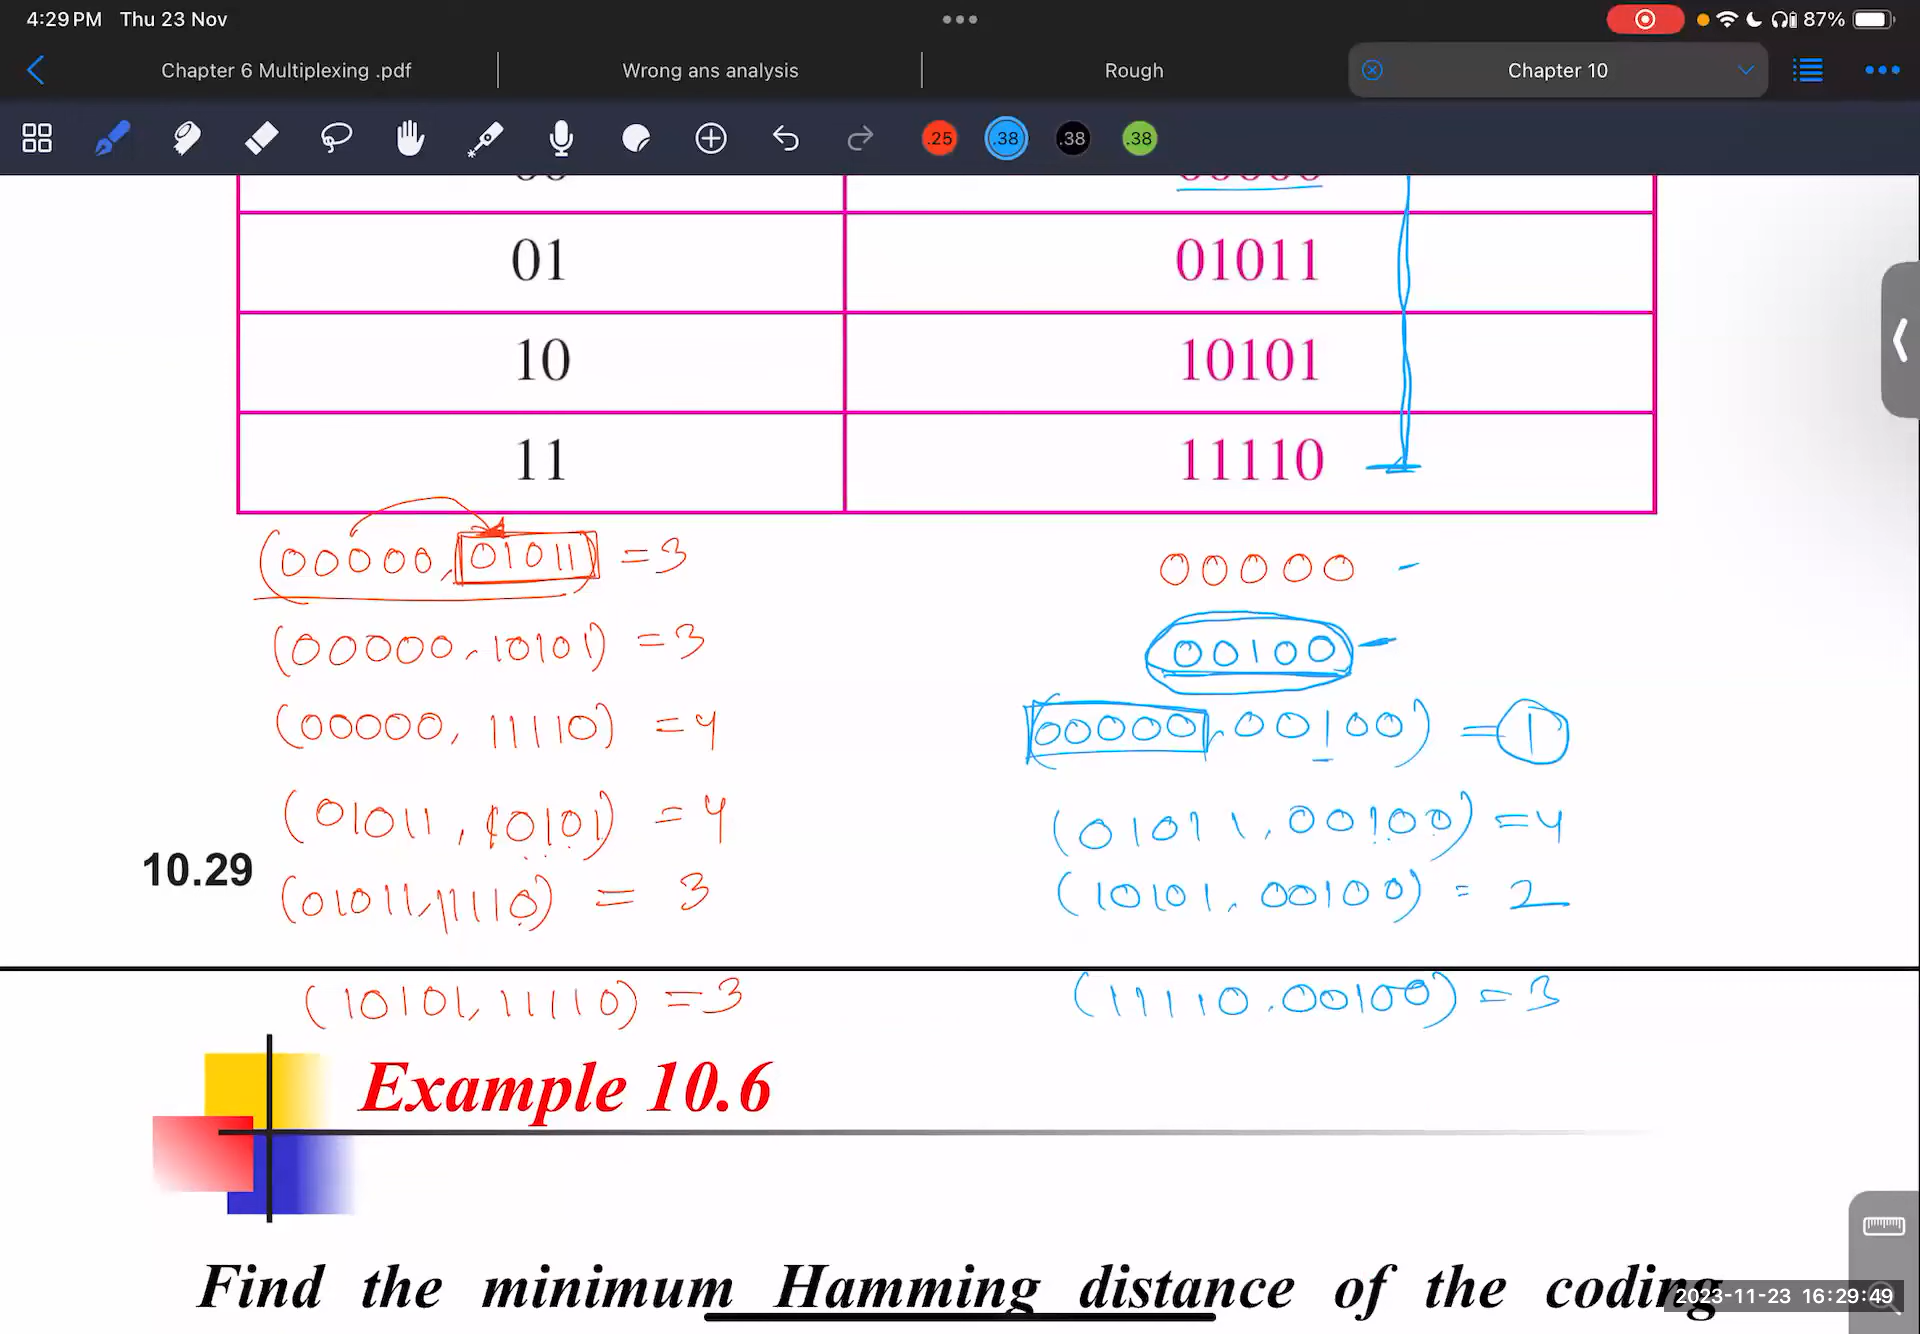 4:29 PM Thu 23 Nov
87%
Chapter 6 Multiplexing .pdf
Wrong ans analysis
Rough
Chapter 10
.25 .38 .38 .38
01 01011
10 10101
11 11110
(00000, 01011) = 3
00000 -
(00000, 10101) = 3
00100 -
(00000, 11110) = 4
(00000, 00100) = 1
(01011, 10101) = 4
(01011, 00100) = 4
10.29
(01011, 11110) = 3
(10101, 00100) = 2
(10101, 11110) = 3
(11110, 00100) = 3
Example 10.6
Find the minimum Hamming distance of the coding
2023-11-23 16:29:49